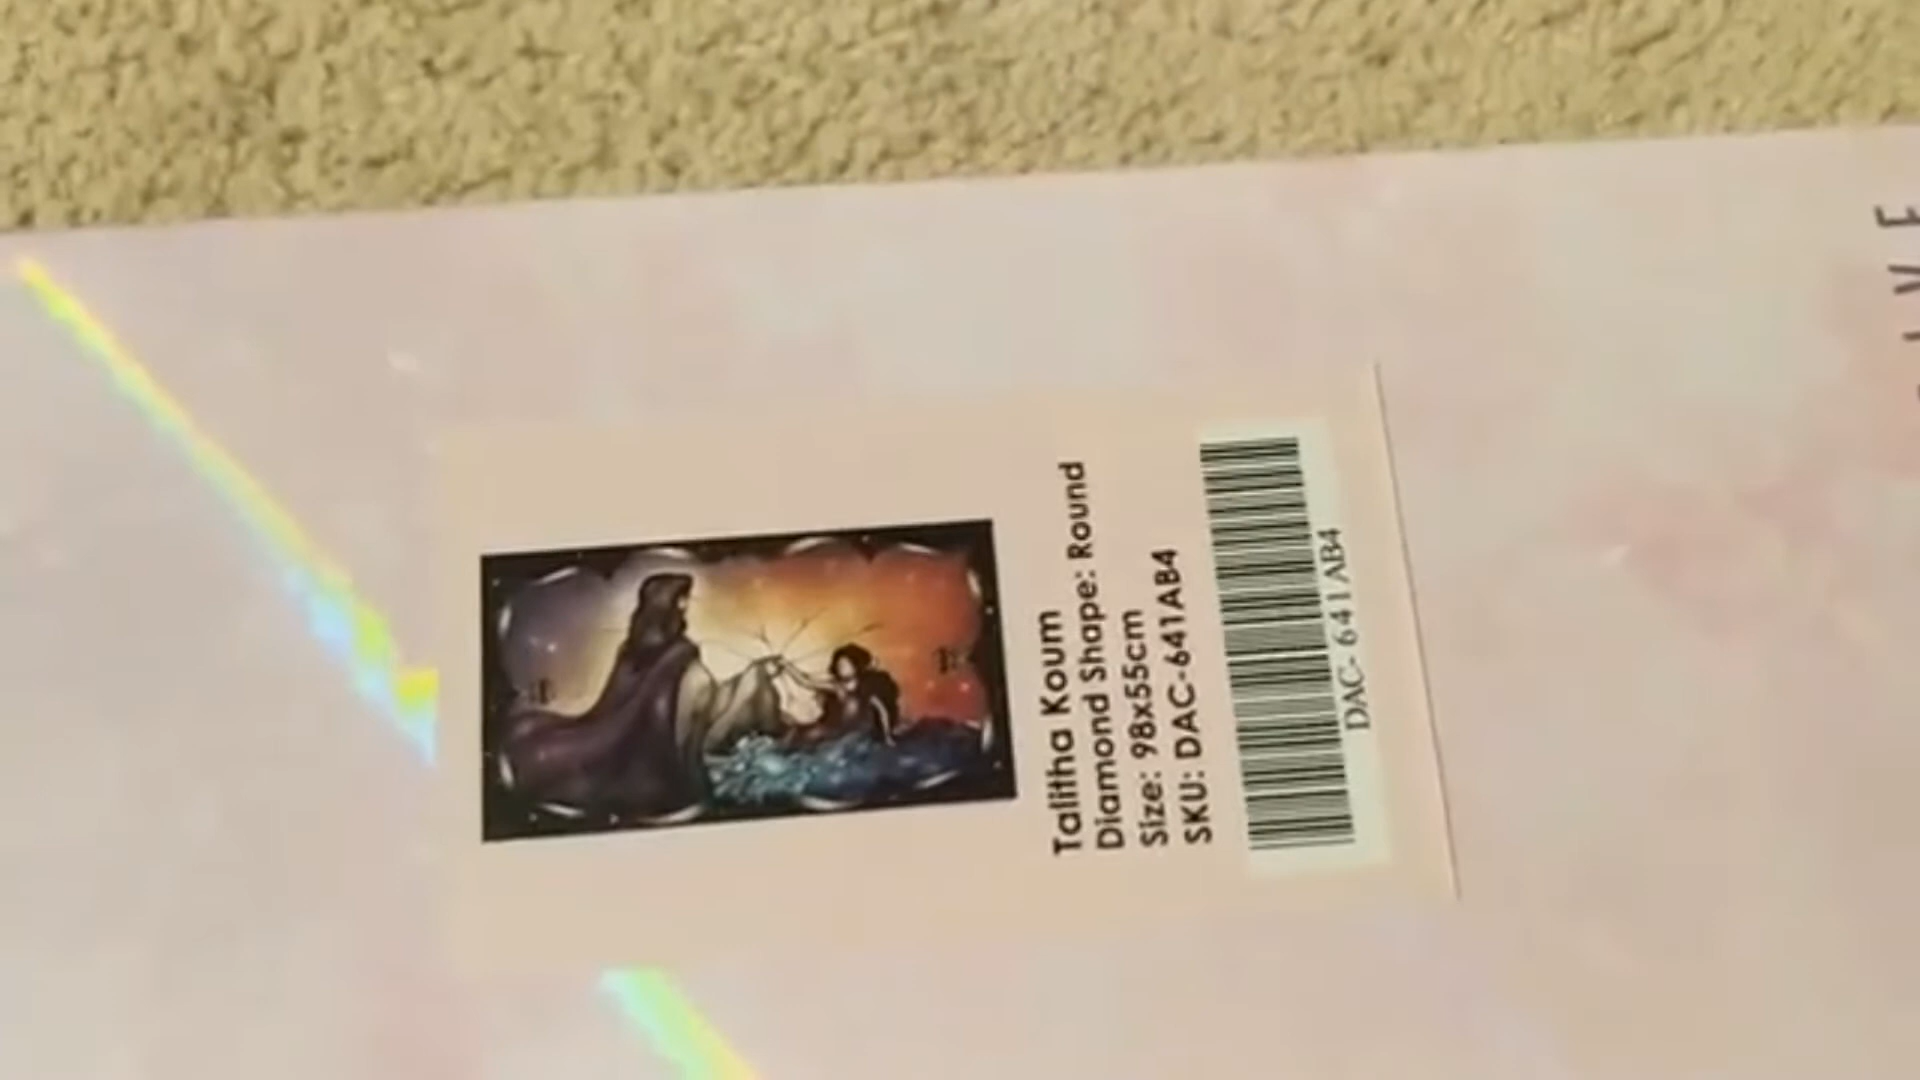 Talitha Koum
Diamond Shape: Round
Size: 98x55cm
SKU: DAC-641AB4
DAC- 641AB4